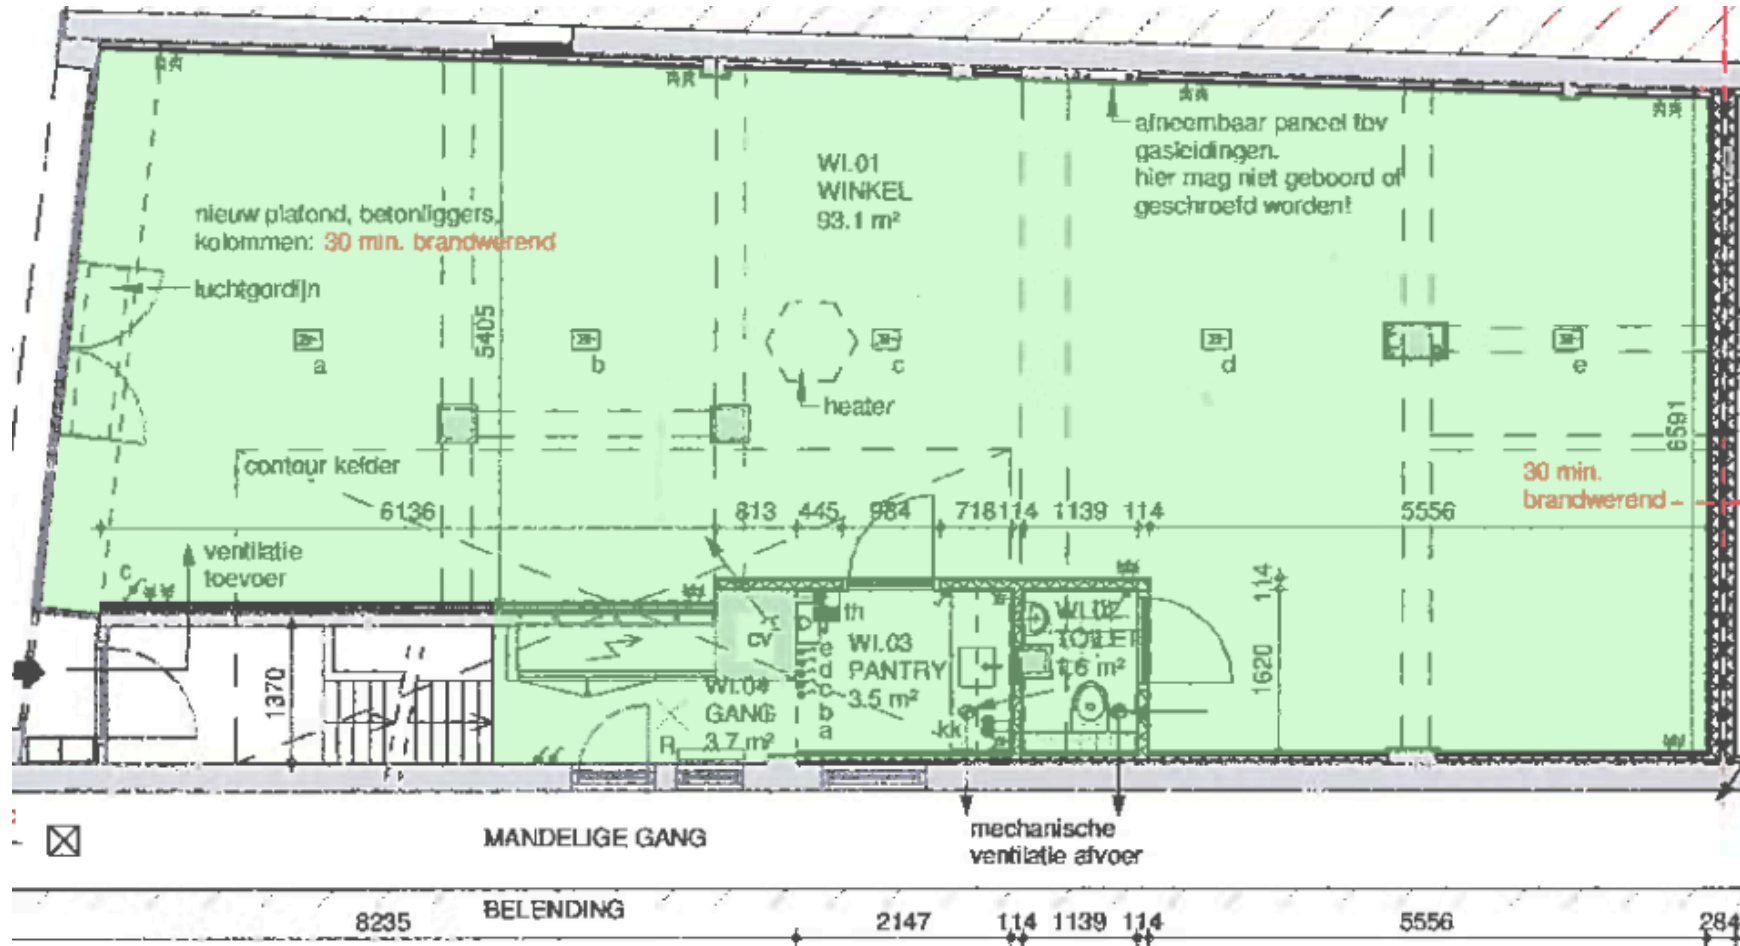 afneembaar paneel tbv
gasleidingen.
hier mag niet geboord of
geschroefd worden!
WI.01
WINKEL
93.1 m²
nieuw plafond, betonliggers,
kolommen: 30 min. brandwerend
luchtgordijn
5405
a
b
c
d
e
heater
6591
contour kelder
30 min.
brandwerend
6136
813
445
984
718
114
1139
114
5556
ventilatie
toevoer
c
114
1620
1370
cv
th
WI.03
PANTRY
3.5 m²
e
d
c
b
a
kk
WI.02
TOILET
1.6 m²
WI.04
GANG
3.7 m²
R
MANDELIGE GANG
mechanische
ventilatie afvoer
BELENDING
8235
2147
114
1139
114
5556
284